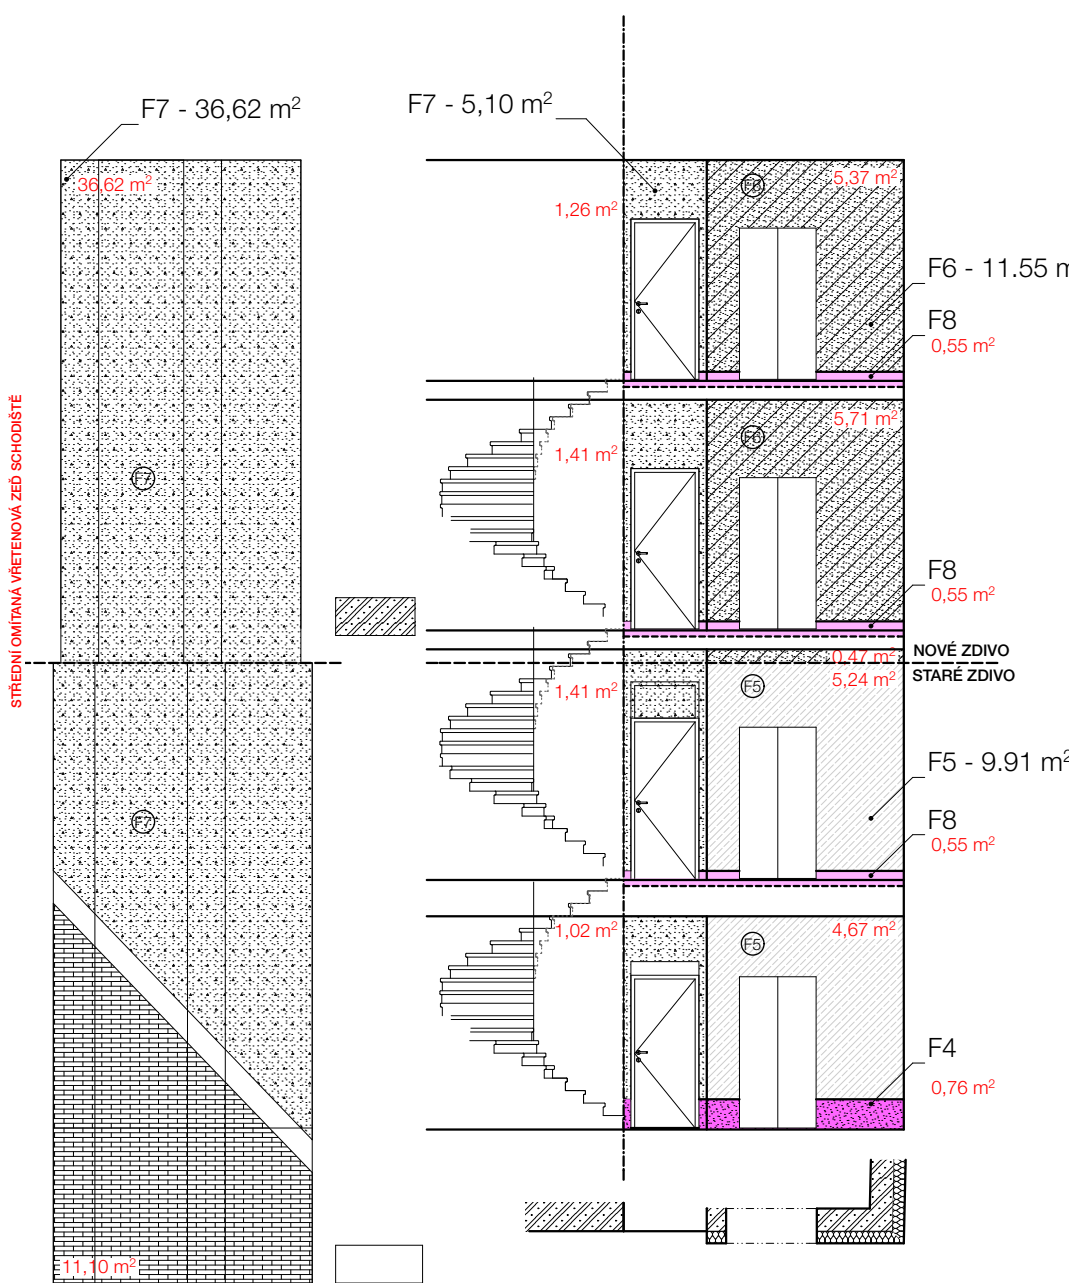 F7 - 36,62 m²
F7 - 5,10 m²
36,62 m²
F6
5,37 m²
1,26 m²
F6 - 11.55 m
F8
0,55 m²
STŘEDNÍ OMÍTANÁ VŘETENOVÁ ZEĎ SCHODIŠTĚ
F6
5,71 m²
1,41 m²
F7
F8
0,55 m²
0,47 m²
NOVÉ ZDIVO
STARÉ ZDIVO
1,41 m²
F5
5,24 m²
F5 - 9.91 m²
F7
F8
0,55 m²
1,02 m²
F5
4,67 m²
F4
0,76 m²
11,10 m²